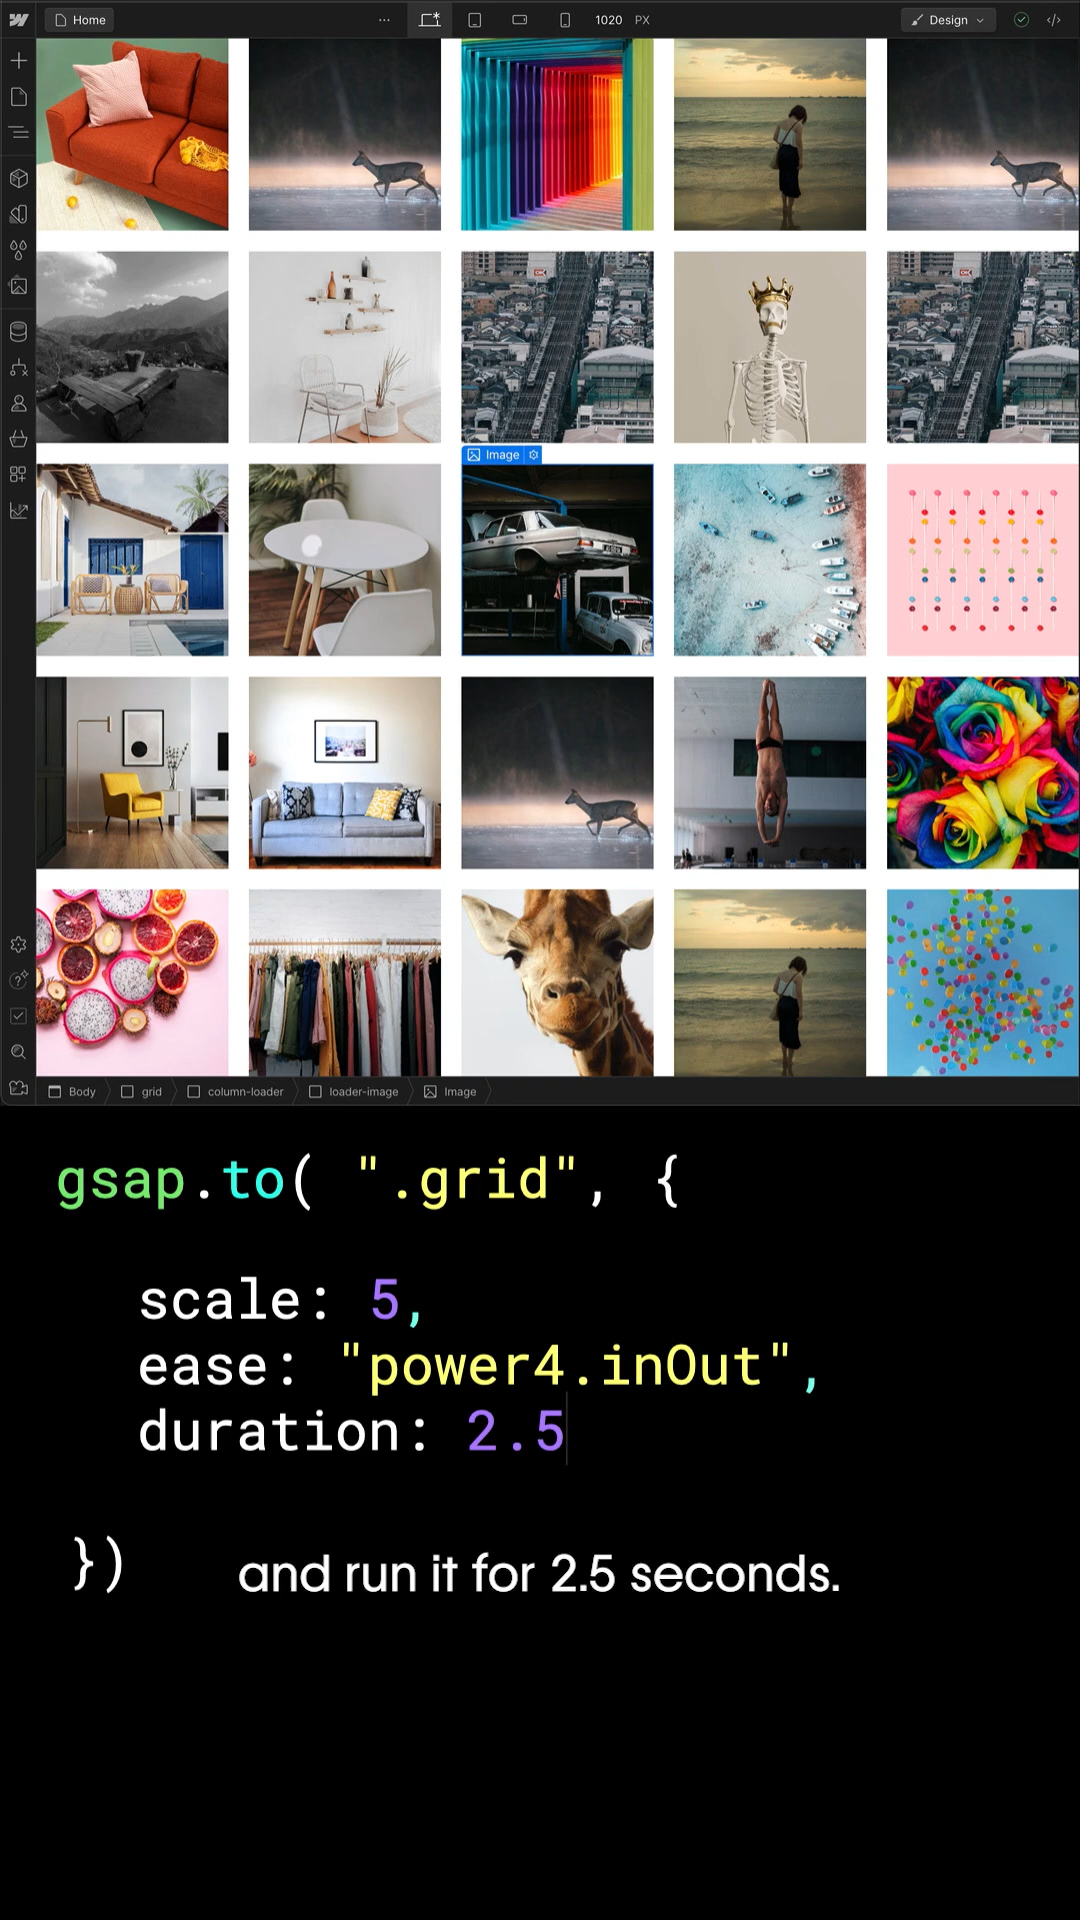 Home
1020 PX
Design
OK
Image
Body
grid
column-loader
loader-image
Image
gsap.to( ".grid", {
scale: 5,
ease: "power4.inOut",
duration: 2.5
})
and run it for 2.5 seconds.